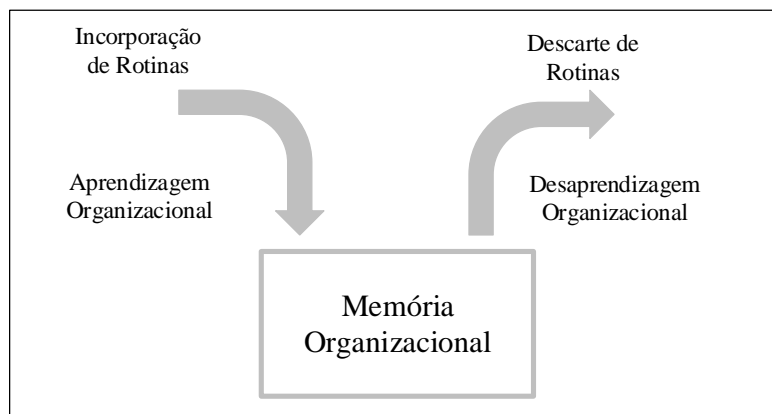 Incorporação
de Rotinas
Descarte de
Rotinas
Aprendizagem
Organizacional
Desaprendizagem
Organizacional
Memória
Organizacional